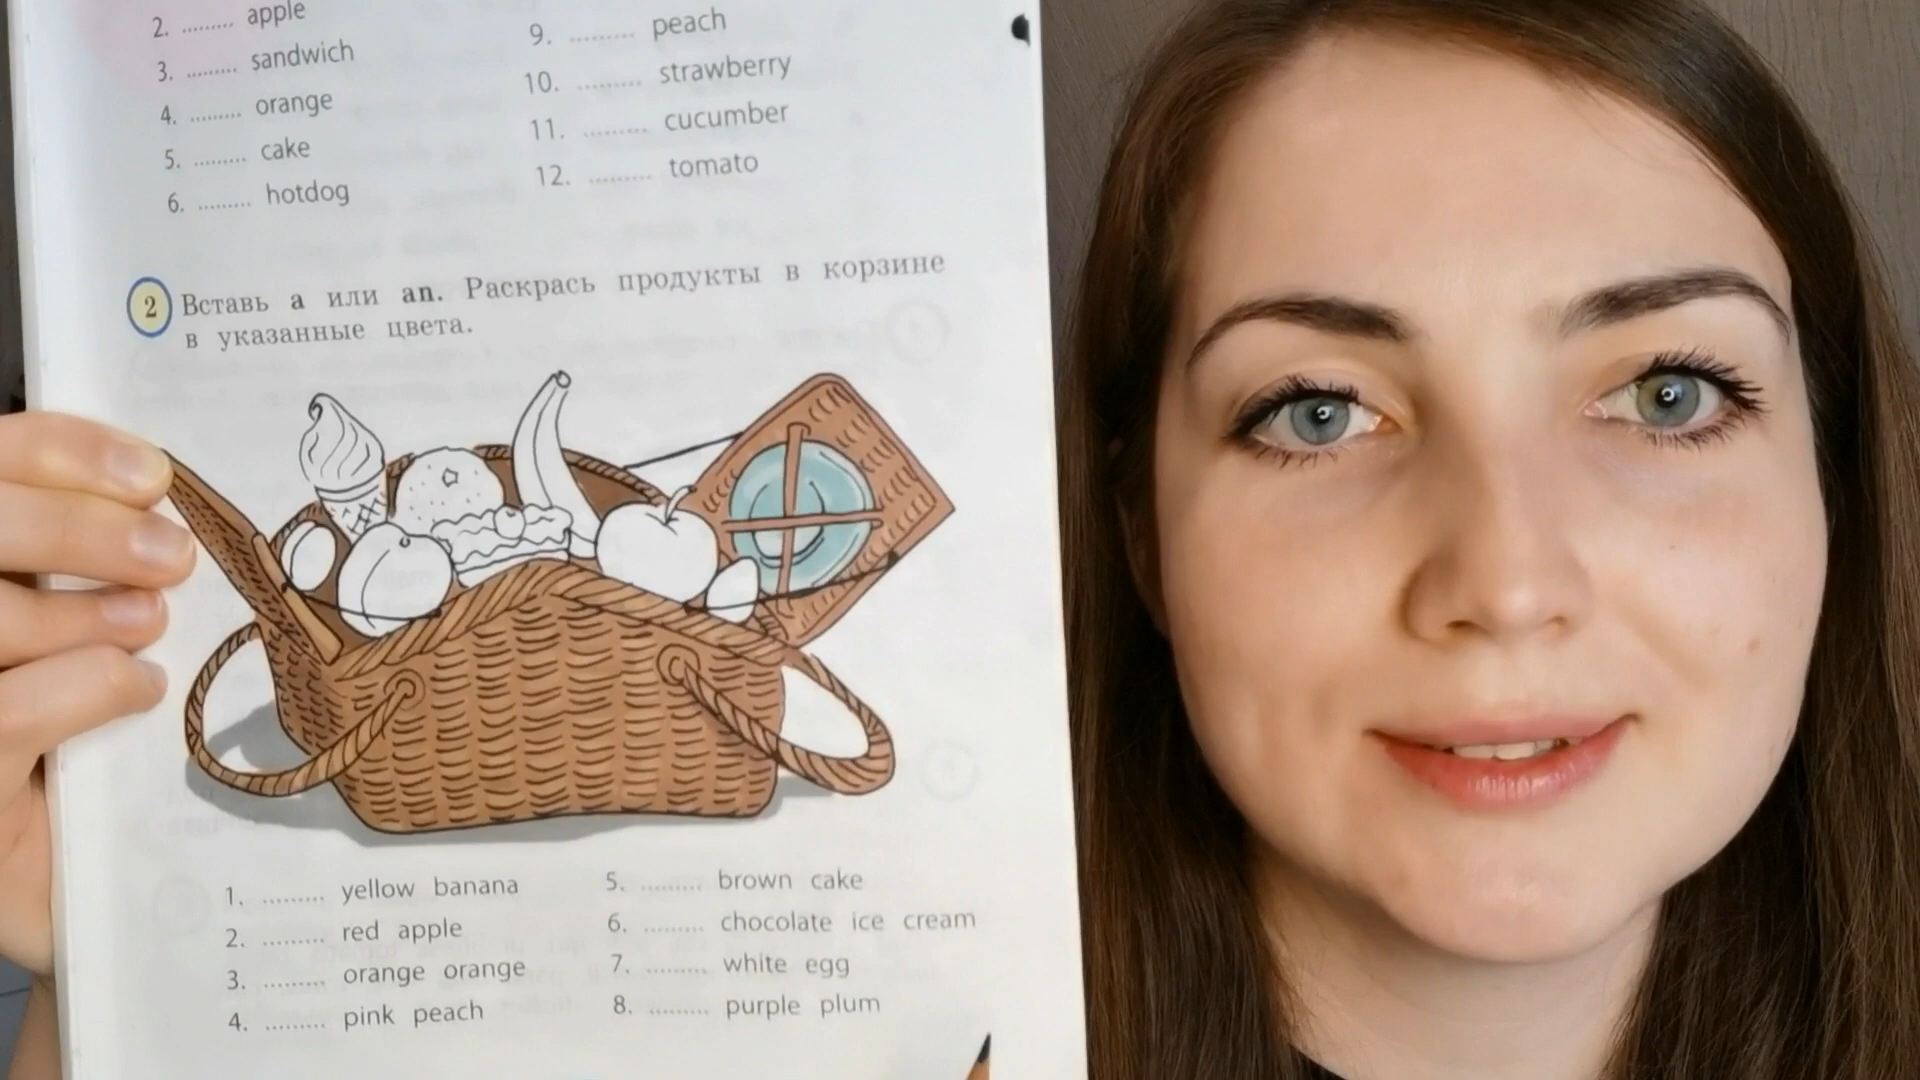 2. ......... apple
3. ......... sandwich
4. ......... orange
5. ......... cake
6. ......... hotdog
9. ......... peach
10. ......... strawberry
11. ......... cucumber
12. ......... tomato
2 Вставь a или an. Раскрась продукты в корзине
в указанные цвета.
1. ......... yellow banana
2. ......... red apple
3. ......... orange orange
4. ......... pink peach
5. ......... brown cake
6. ......... chocolate ice cream
7. ......... white egg
8. ......... purple plum